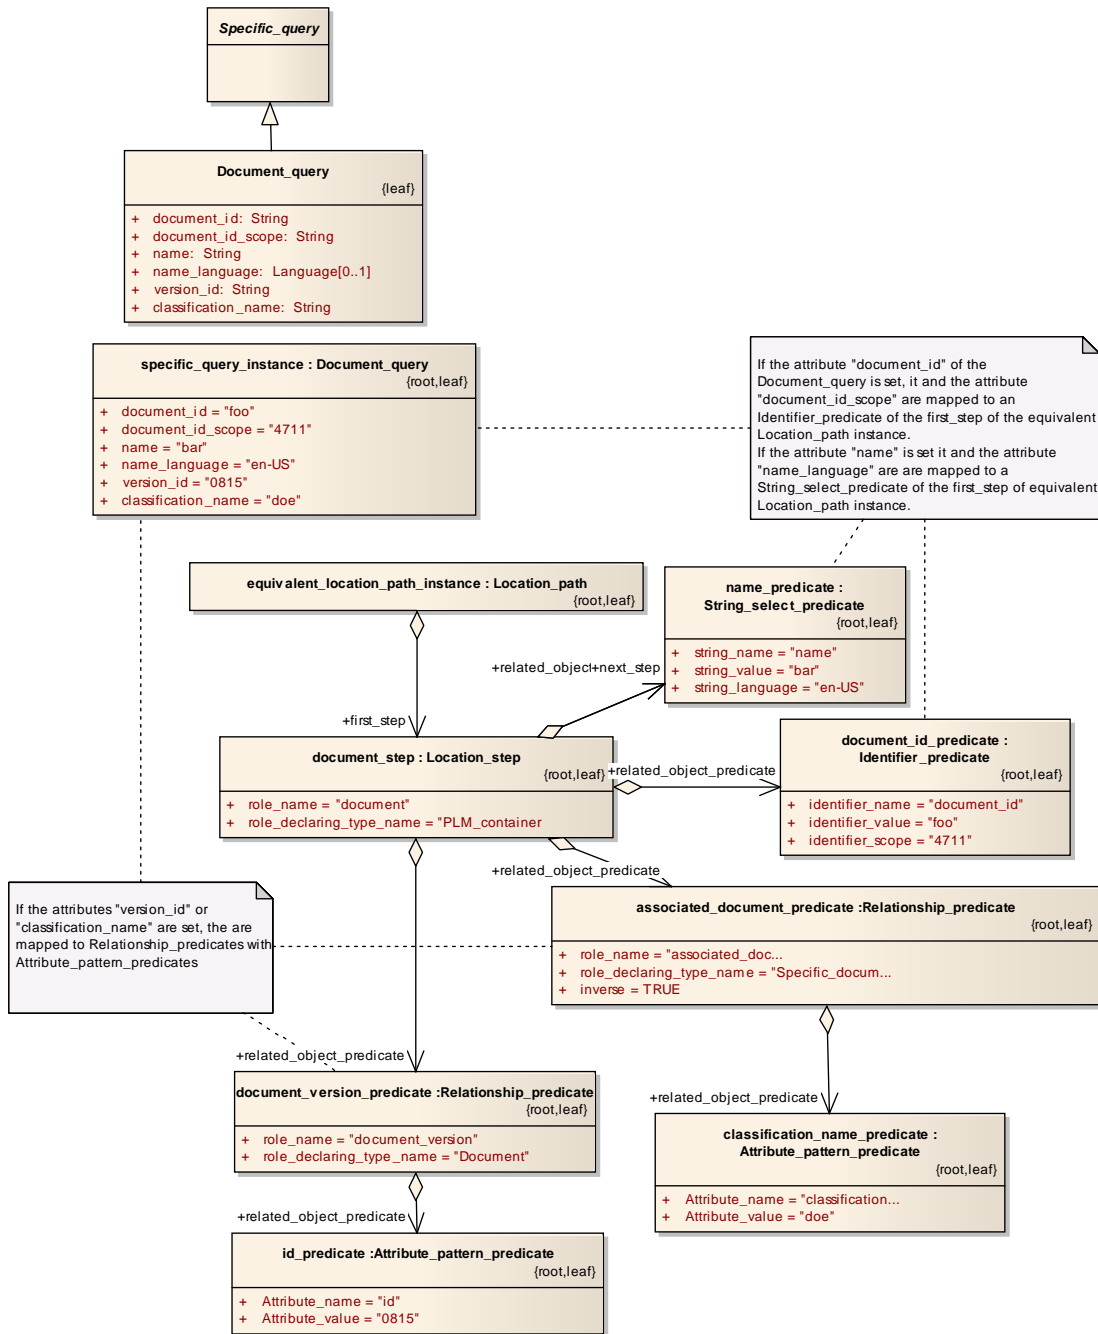 Specific_query
Document_query
{leaf}
+ document_id: String
+ document_id_scope: String
+ name: String
+ name_language: Language[0..1]
+ version_id: String
+ classification_name: String
specific_query_instance : Document_query
{root,leaf}
+ document_id = "foo"
+ document_id_scope = "4711"
+ name = "bar"
+ name_language = "en-US"
+ version_id = "0815"
+ classification_name = "doe"
If the attribute "document_id" of the
Document_query is set, it and the attribute
"document_id_scope" are mapped to an
Identifier_predicate of the first_step of the equivalent
Location_path instance.
If the attribute "name" is set it and the attribute
"name_language" are are mapped to a
String_select_predicate of the first_step of equivalent
Location_path instance.
equivalent_location_path_instance : Location_path
{root,leaf}
name_predicate :
String_select_predicate
{root,leaf}
+ string_name = "name"
+ string_value = "bar"
+ string_language = "en-US"
+related_object+next_step
+first_step
document_step : Location_step
{root,leaf}
+ role_name = "document"
+ role_declaring_type_name = "PLM_container
+related_object_predicate
document_id_predicate :
Identifier_predicate
{root,leaf}
+ identifier_name = "document_id"
+ identifier_value = "foo"
+ identifier_scope = "4711"
+related_object_predicate
If the attributes "version_id" or
"classification_name" are set, the are
mapped to Relationship_predicates with
Attribute_pattern_predicates
associated_document_predicate :Relationship_predicate
{root,leaf}
+ role_name = "associated_doc...
+ role_declaring_type_name = "Specific_docum...
+ inverse = TRUE
+related_object_predicate
document_version_predicate :Relationship_predicate
{root,leaf}
+ role_name = "document_version"
+ role_declaring_type_name = "Document"
+related_object_predicate
classification_name_predicate :
Attribute_pattern_predicate
{root,leaf}
+ Attribute_name = "classification...
+ Attribute_value = "doe"
+related_object_predicate
id_predicate :Attribute_pattern_predicate
{root,leaf}
+ Attribute_name = "id"
+ Attribute_value = "0815"